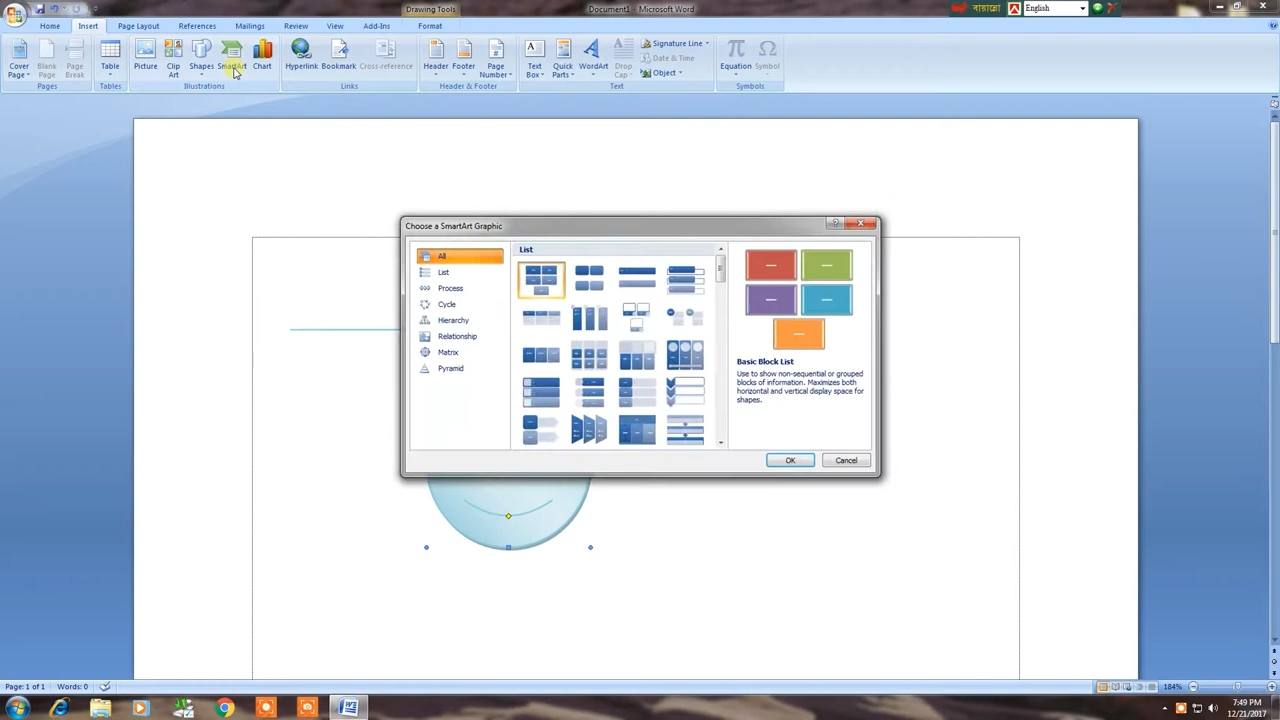 Drawing Tools
Document1 - Microsoft Word
বায়ান্নো
English
Home
Insert
Page Layout
References
Mailings
Review
View
Add-Ins
Format
Cover Page
Blank Page
Page Break
Table
Picture
Clip Art
Shapes
SmartArt
Chart
Hyperlink
Bookmark
Cross-reference
Header
Footer
Page Number
Text Box
Quick Parts
WordArt
Drop Cap
Signature Line
Date & Time
Object
Equation
Symbol
Pages
Tables
Illustrations
Links
Header & Footer
Text
Symbols
Choose a SmartArt Graphic
All
List
Process
Cycle
Hierarchy
Relationship
Matrix
Pyramid
List
Basic Block List
Use to show non-sequential or grouped
blocks of information. Maximizes both
horizontal and vertical display space for
shapes.
OK
Cancel
Page: 1 of 1
Words: 0
184%
7:49 PM
12/21/2017